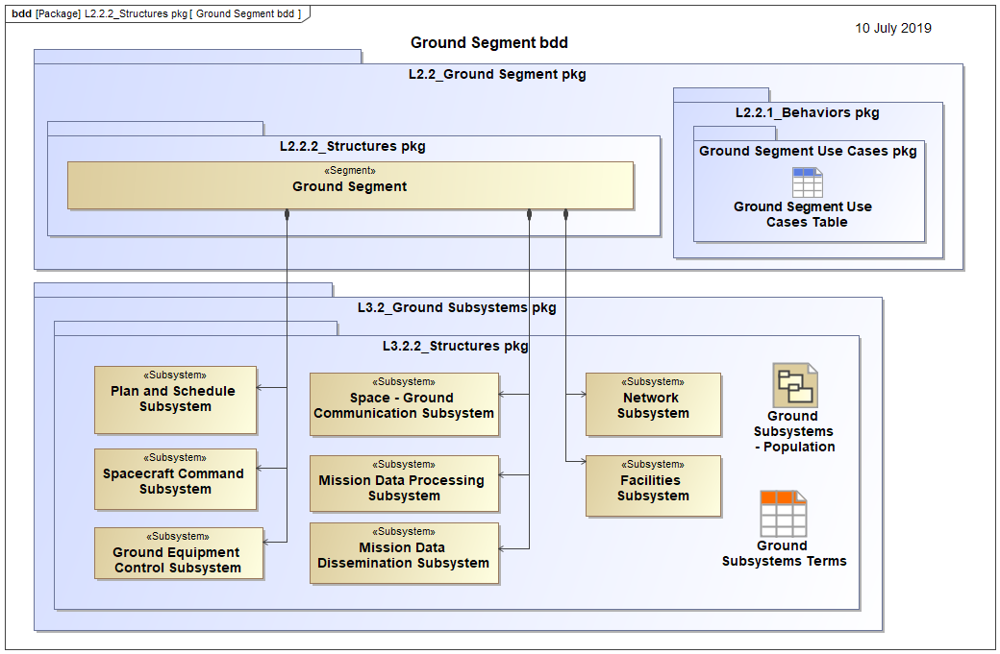 bdd [Package] L2.2.2_Structures pkg [ Ground Segment bdd ]
10 July 2019
Ground Segment bdd
L2.2_Ground Segment pkg
L2.2.1_Behaviors pkg
Ground Segment Use Cases pkg
Ground Segment Use
Cases Table
L2.2.2_Structures pkg
«Segment»
Ground Segment
L3.2_Ground Subsystems pkg
L3.2.2_Structures pkg
«Subsystem»
Plan and Schedule
Subsystem
«Subsystem»
Spacecraft Command
Subsystem
«Subsystem»
Ground Equipment
Control Subsystem
«Subsystem»
Space - Ground
Communication Subsystem
«Subsystem»
Mission Data Processing
Subsystem
«Subsystem»
Mission Data
Dissemination Subsystem
«Subsystem»
Network
Subsystem
«Subsystem»
Facilities
Subsystem
Ground
Subsystems
- Population
Ground
Subsystems Terms